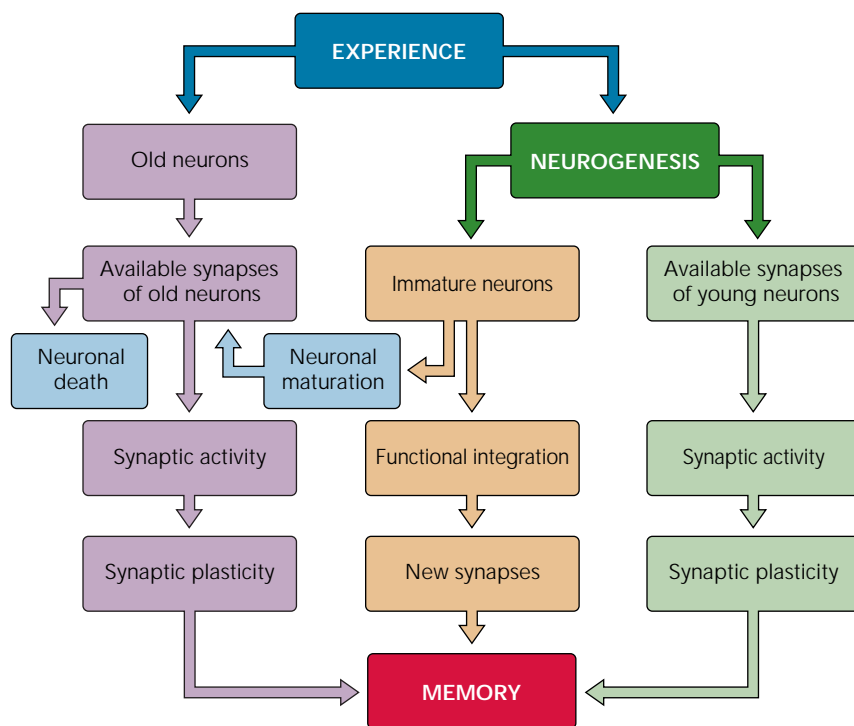 EXPERIENCE
Old neurons
NEUROGENESIS
Available synapses
of old neurons
Immature neurons
Available synapses
of young neurons
Neuronal
death
Neuronal
maturation
Synaptic activity
Functional integration
Synaptic activity
Synaptic plasticity
New synapses
Synaptic plasticity
MEMORY